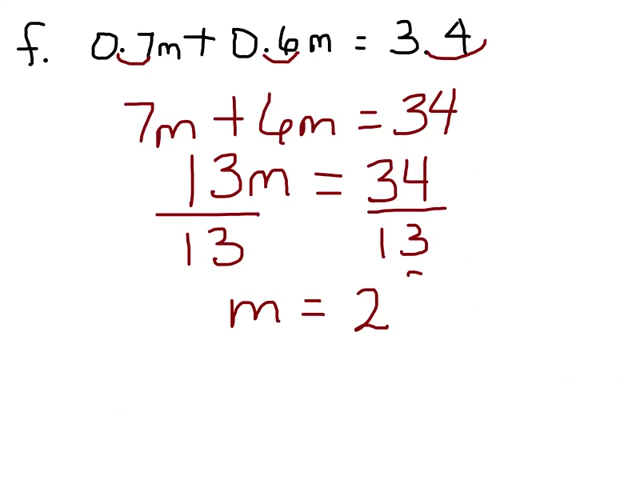 f. 0.7m + 0.6m = 3.4
7m + 6m = 34
13m = 34
13 13
m = 2